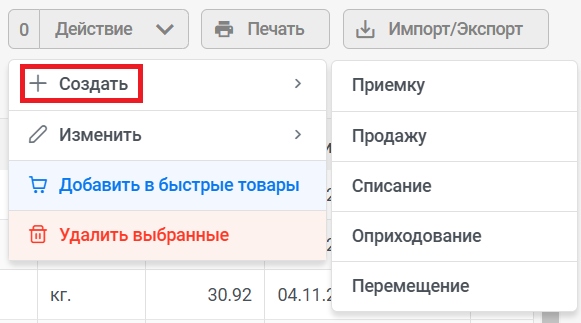 0 Действие Печать Импорт/Экспорт
Создать
Приемку
Изменить
Продажу
Добавить в быстрые товары
Списание
Удалить выбранные
Оприходование
кг. 30.92 04.11.2
Перемещение